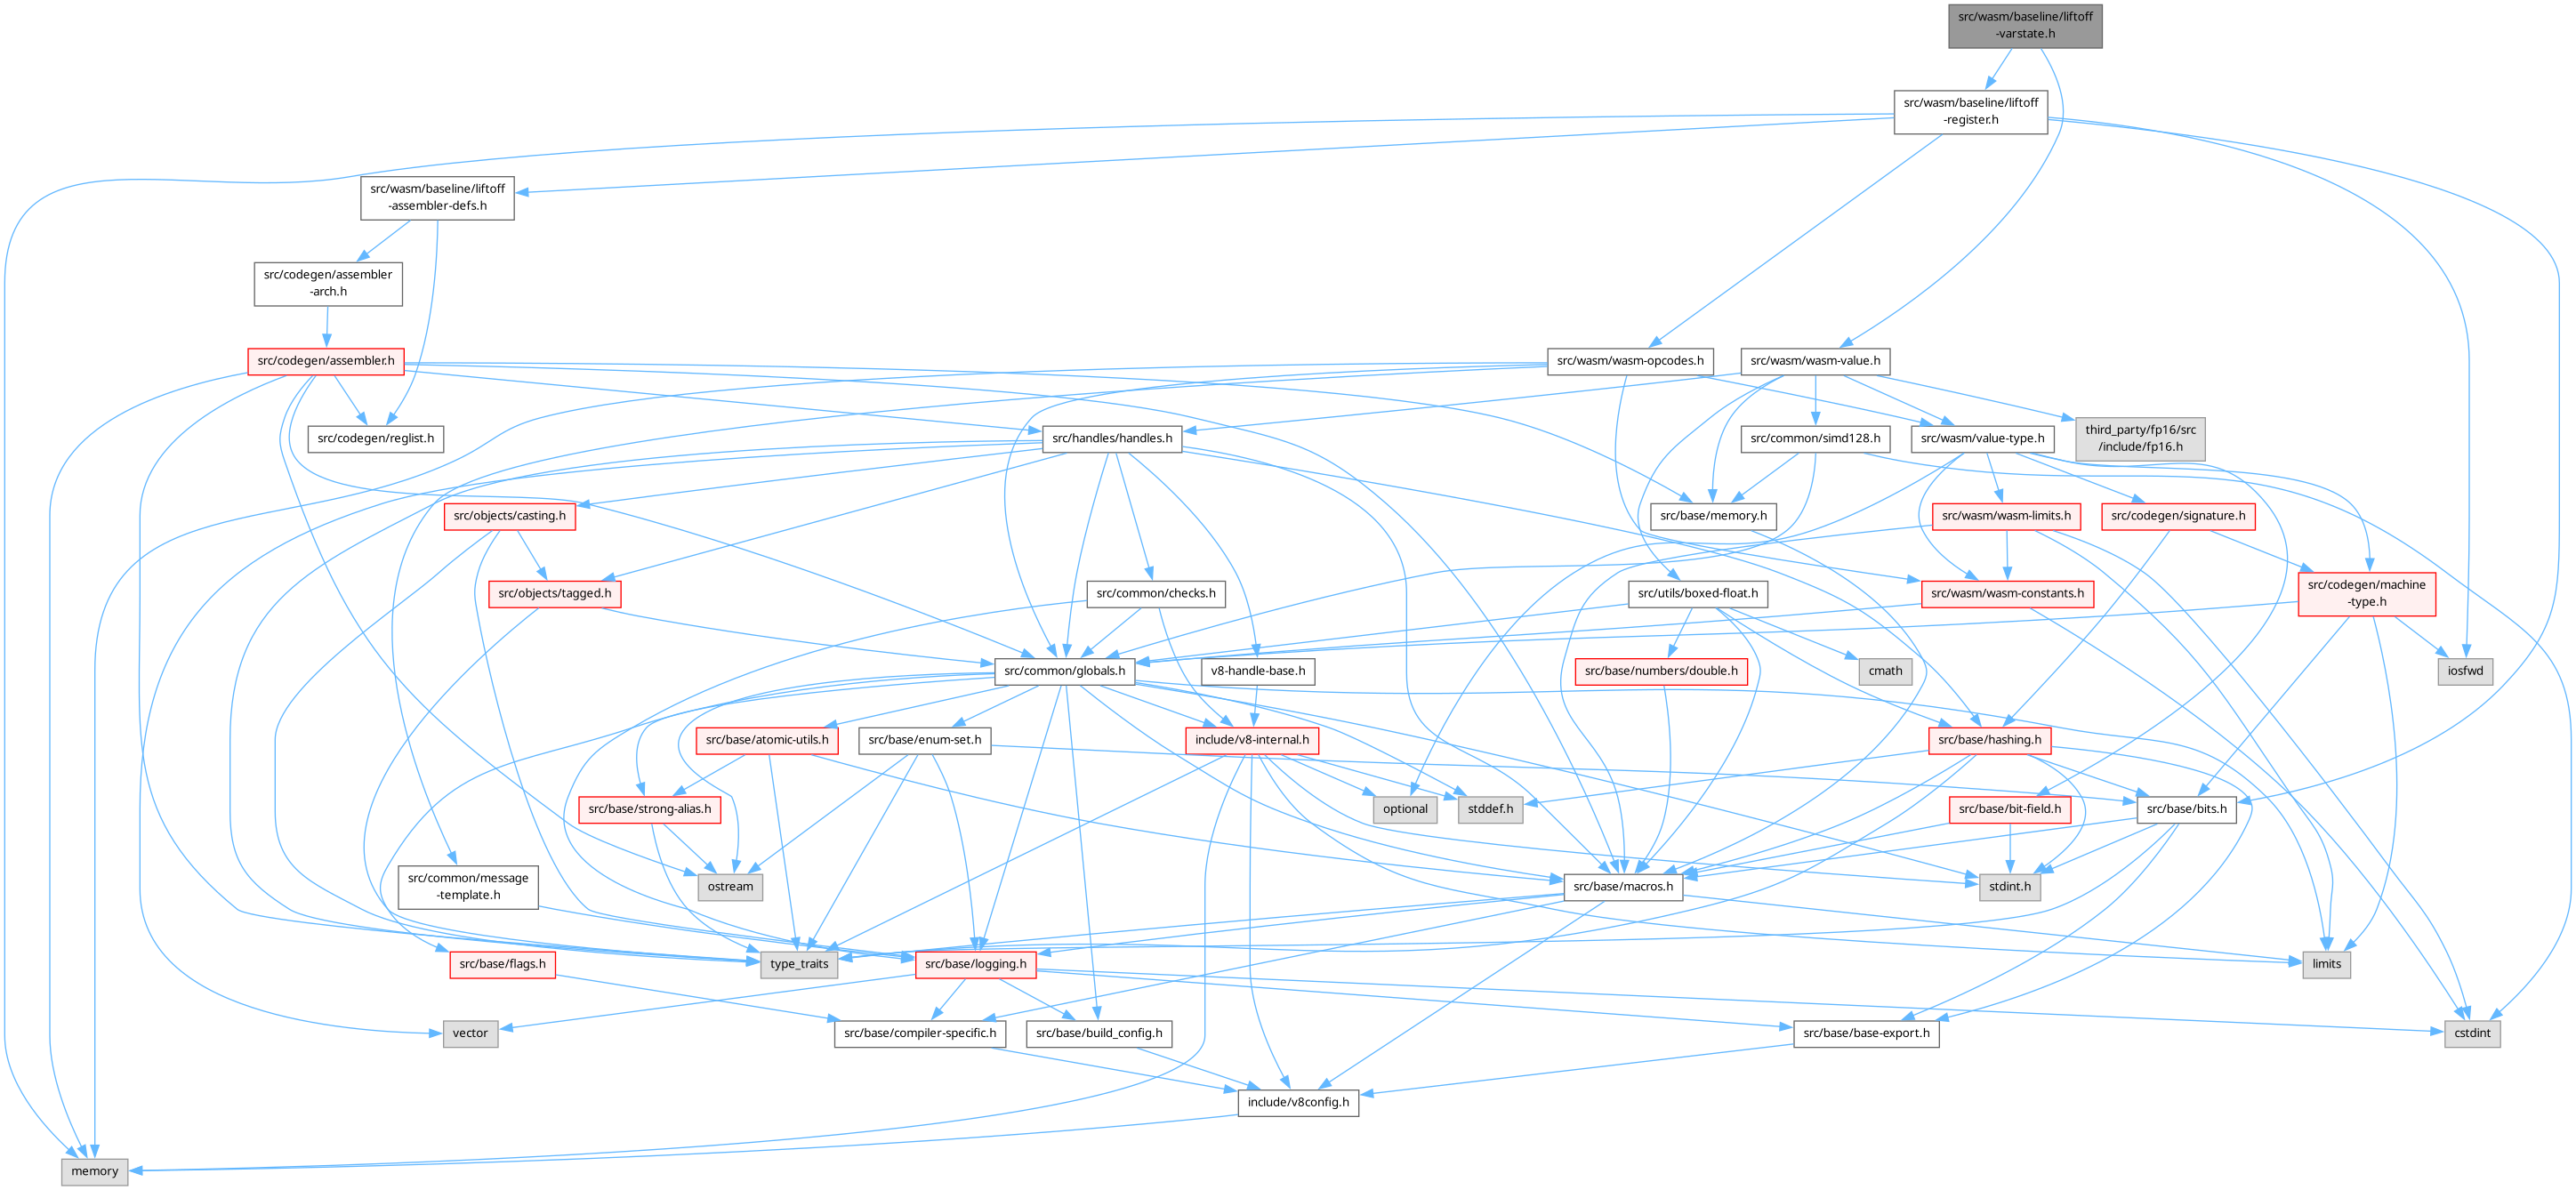 src/wasm/baseline/liftoff
-varstate.h
src/wasm/baseline/liftoff
-register.h
src/wasm/baseline/liftoff
-assembler-defs.h
src/codegen/assembler
-arch.h
src/codegen/assembler.h
src/wasm/wasm-opcodes.h
src/wasm/wasm-value.h
src/codegen/reglist.h
src/handles/handles.h
src/common/simd128.h
src/wasm/value-type.h
third_party/fp16/src
/include/fp16.h
src/objects/casting.h
src/base/memory.h
src/wasm/wasm-limits.h
src/codegen/signature.h
src/objects/tagged.h
src/common/checks.h
src/utils/boxed-float.h
src/wasm/wasm-constants.h
src/codegen/machine
-type.h
src/common/globals.h
v8-handle-base.h
src/base/numbers/double.h
cmath
iosfwd
src/base/atomic-utils.h
src/base/enum-set.h
include/v8-internal.h
src/base/hashing.h
src/base/strong-alias.h
optional
stddef.h
src/base/bit-field.h
src/base/bits.h
src/common/message
-template.h
ostream
src/base/macros.h
stdint.h
src/base/flags.h
type_traits
src/base/logging.h
limits
vector
src/base/compiler-specific.h
src/base/build_config.h
src/base/base-export.h
cstdint
include/v8config.h
memory